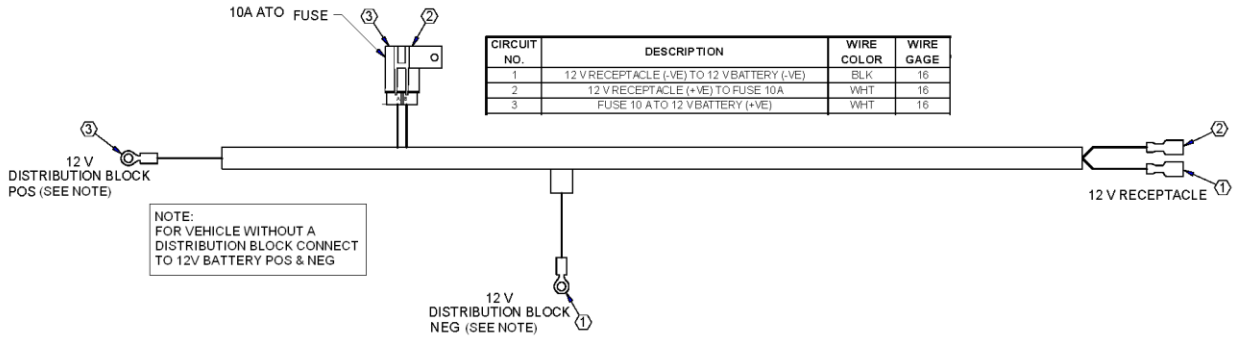 10A ATO FUSE
3
2
CIRCUIT NO. DESCRIPTION WIRE COLOR WIRE GAGE
1 12 V RECEPTACLE (-VE) TO 12 V BATTERY (-VE) BLK 16
2 12 V RECEPTACLE (+VE) TO FUSE 10A WHT 16
3 FUSE 10 A TO 12 V BATTERY (+VE) WHT 16
3
12 V
DISTRIBUTION BLOCK
POS (SEE NOTE)
2
1
12 V RECEPTACLE
NOTE:
FOR VEHICLE WITHOUT A
DISTRIBUTION BLOCK CONNECT
TO 12V BATTERY POS & NEG
12 V
DISTRIBUTION BLOCK
NEG (SEE NOTE)
1